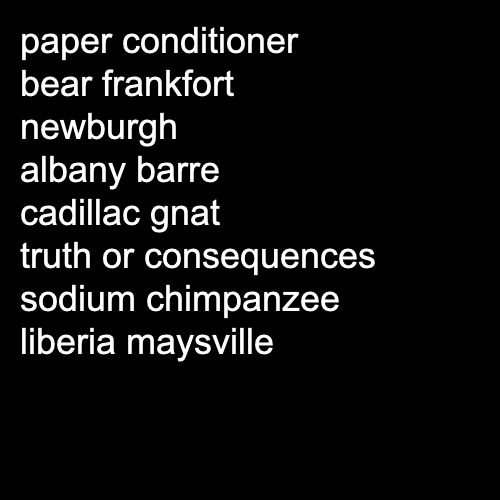 paper conditioner
bear frankfort
newburgh
albany barre
cadillac gnat
truth or consequences
sodium chimpanzee
liberia maysville